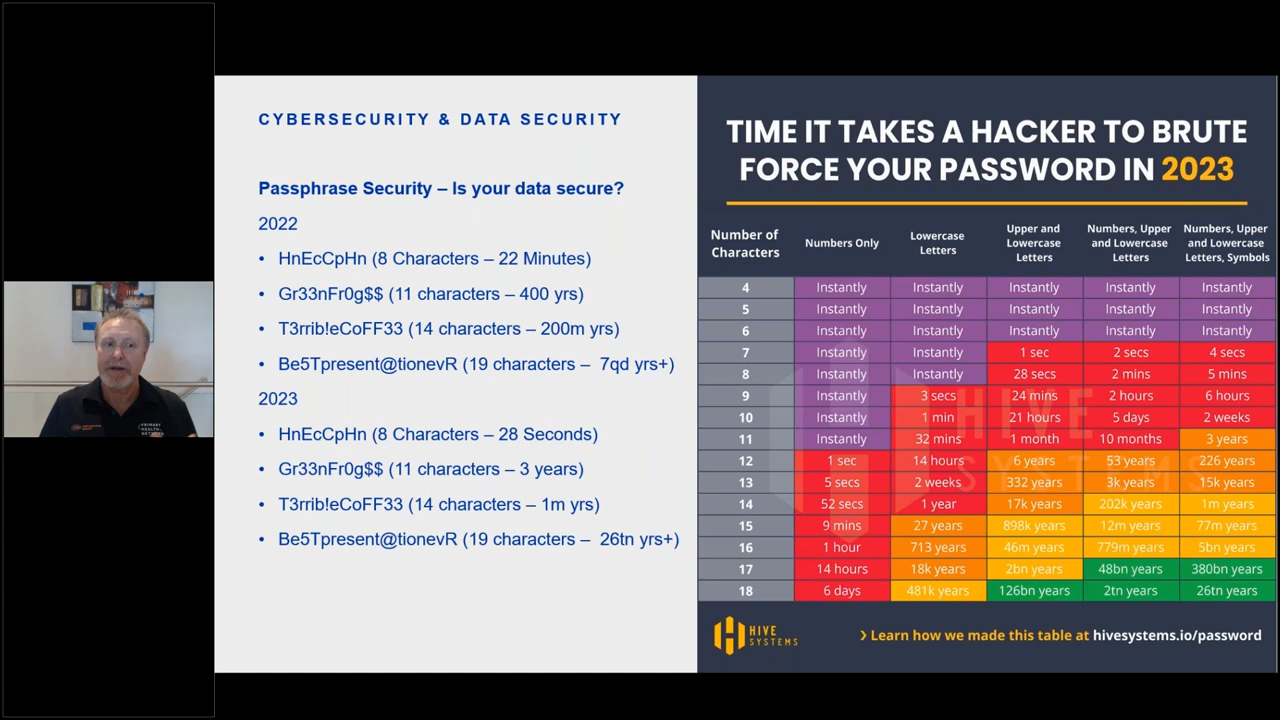 CYBERSECURITY & DATA SECURITY
Passphrase Security – Is your data secure?
2022
• HnEcCpHn (8 Characters – 22 Minutes)
• Gr33nFr0g$$ (11 characters – 400 yrs)
• T3rrib!eCoFF33 (14 characters – 200m yrs)
• Be5Tpresent@tionevR (19 characters – 7qd yrs+)
2023
• HnEcCpHn (8 Characters – 28 Seconds)
• Gr33nFr0g$$ (11 characters – 3 years)
• T3rrib!eCoFF33 (14 characters – 1m yrs)
• Be5Tpresent@tionevR (19 characters – 26tn yrs+)
TIME IT TAKES A HACKER TO BRUTE
FORCE YOUR PASSWORD IN 2023
Number of Characters Numbers Only Lowercase Letters Upper and Lowercase Letters Numbers, Upper and Lowercase Letters Numbers, Upper and Lowercase Letters, Symbols
4 Instantly Instantly Instantly Instantly Instantly
5 Instantly Instantly Instantly Instantly Instantly
6 Instantly Instantly Instantly Instantly Instantly
7 Instantly Instantly 1 sec 2 secs 4 secs
8 Instantly Instantly 28 secs 2 mins 5 mins
9 Instantly 3 secs 24 mins 2 hours 6 hours
10 Instantly 1 min 21 hours 5 days 2 weeks
11 Instantly 32 mins 1 month 10 months 3 years
12 1 sec 14 hours 6 years 53 years 226 years
13 5 secs 2 weeks 332 years 3k years 15k years
14 52 secs 1 year 17k years 202k years 1m years
15 9 mins 27 years 898k years 12m years 77m years
16 1 hour 713 years 46m years 779m years 5bn years
17 14 hours 18k years 2bn years 48bn years 380bn years
18 6 days 481k years 126bn years 2tn years 26tn years
HIVE SYSTEMS
HIVE
SYSTEMS
› Learn how we made this table at hivesystems.io/password
PRIMARY
HEALTH